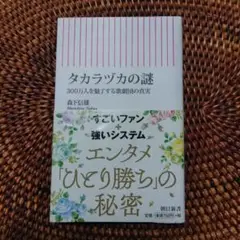 タカラヅカの謎
300万人を魅了する歌劇団の真実
森下信雄
すごいファン
+
強いシステム
エンタメ
「ひとり勝ち」の
秘密
朝日新書